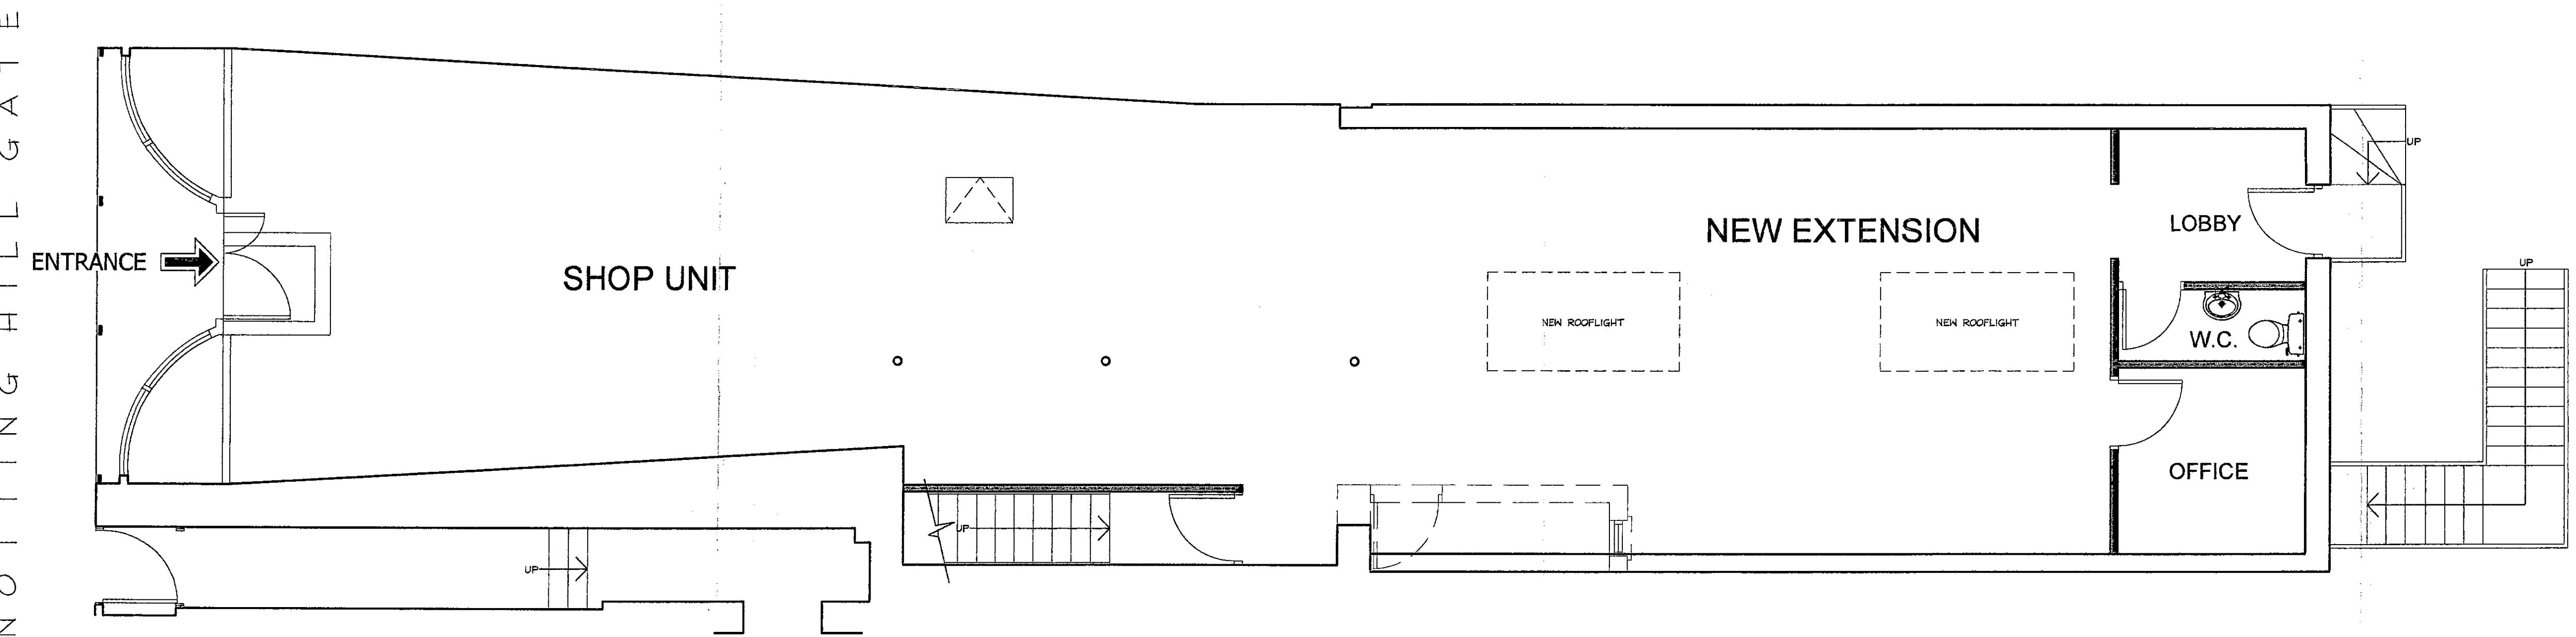 NOTTING HILL GATE
ENTRANCE
SHOP UNIT
NEW EXTENSION
NEW ROOFLIGHT
NEW ROOFLIGHT
LOBBY
W.C.
OFFICE
UP
UP
UP
UP